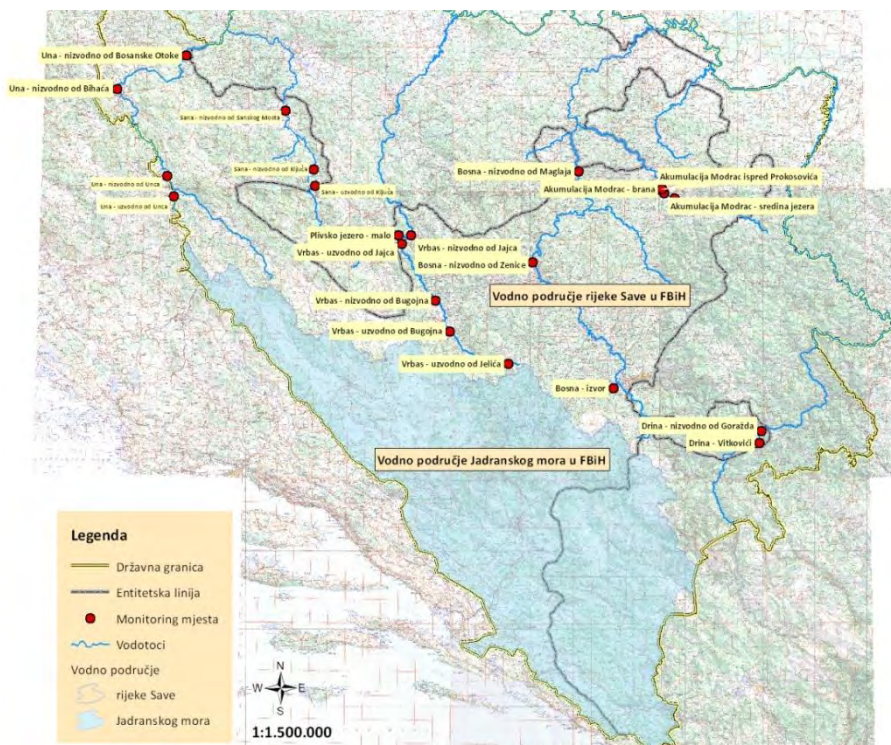 Una - nizvodno od Bosanske Otoke
Una - nizvodno od Bihaća
Sana - nizvodno od Sanskog Mosta
Sana - nizvodno od Ključa
Sana - uzvodno od Ključa
Una - nizvodno od Unca
Una - uzvodno od Unca
Bosna - nizvodno od Maglaja
Akumulacija Modrac ispred Prokosovića
Akumulacija Modrac - brana
Akumulacija Modrac - sredina jezera
Plivsko jezero - malo
Vrbas - nizvodno od Jajca
Vrbas - uzvodno od Jajca
Bosna - nizvodno od Zenice
Vodno područje rijeke Save u FBiH
Vrbas - nizvodno od Bugojna
Vrbas - uzvodno od Bugojna
Vrbas - uzvodno od Jelića
Bosna - izvor
Drina - nizvodno od Goražda
Drina - Vitkovići
Vodno područje Jadranskog mora u FBiH
Legenda
Državna granica
Entitetska linija
Monitoring mjesta
Vodotoci
Vodno područje
rijeke Save
Jadranskog mora
N
W E
S
1:1.500.000